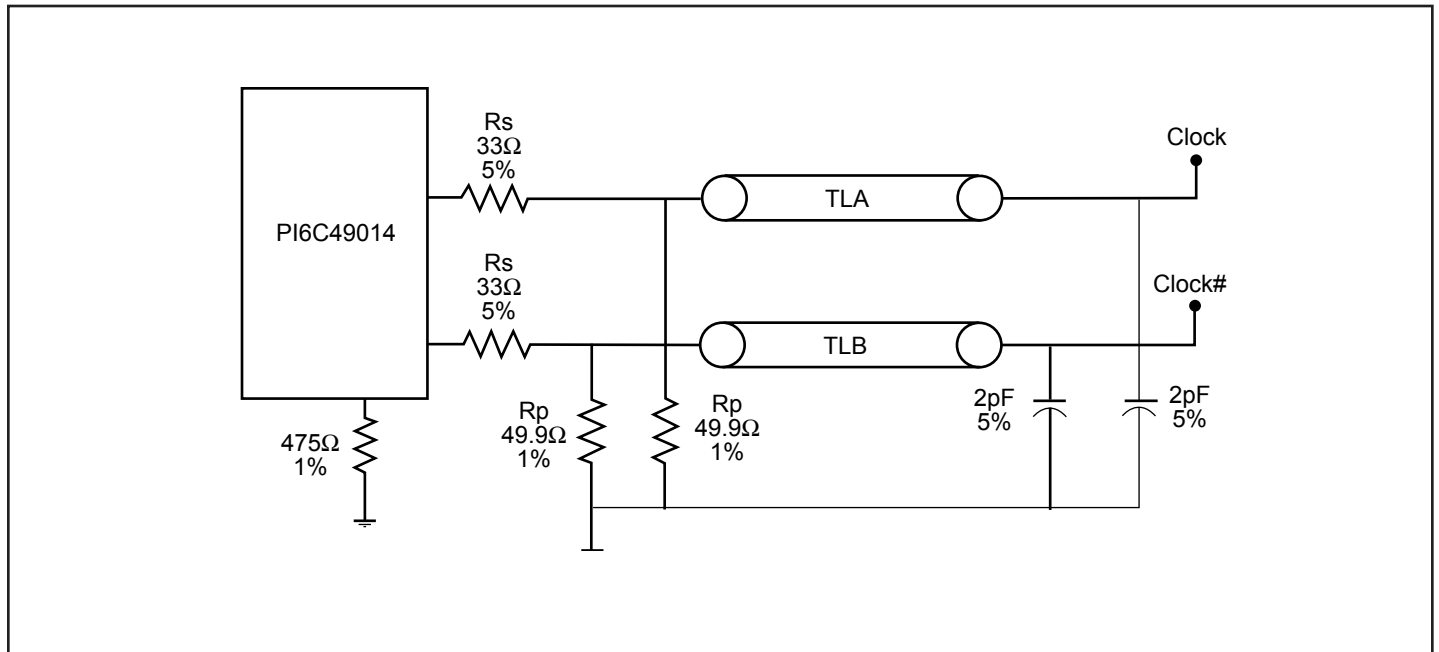 PI6C49014
Rs
33Ω
5%
Rs
33Ω
5%
TLA
TLB
Clock
Clock#
475Ω
1%
Rp
49.9Ω
1%
Rp
49.9Ω
1%
2pF
5%
2pF
5%